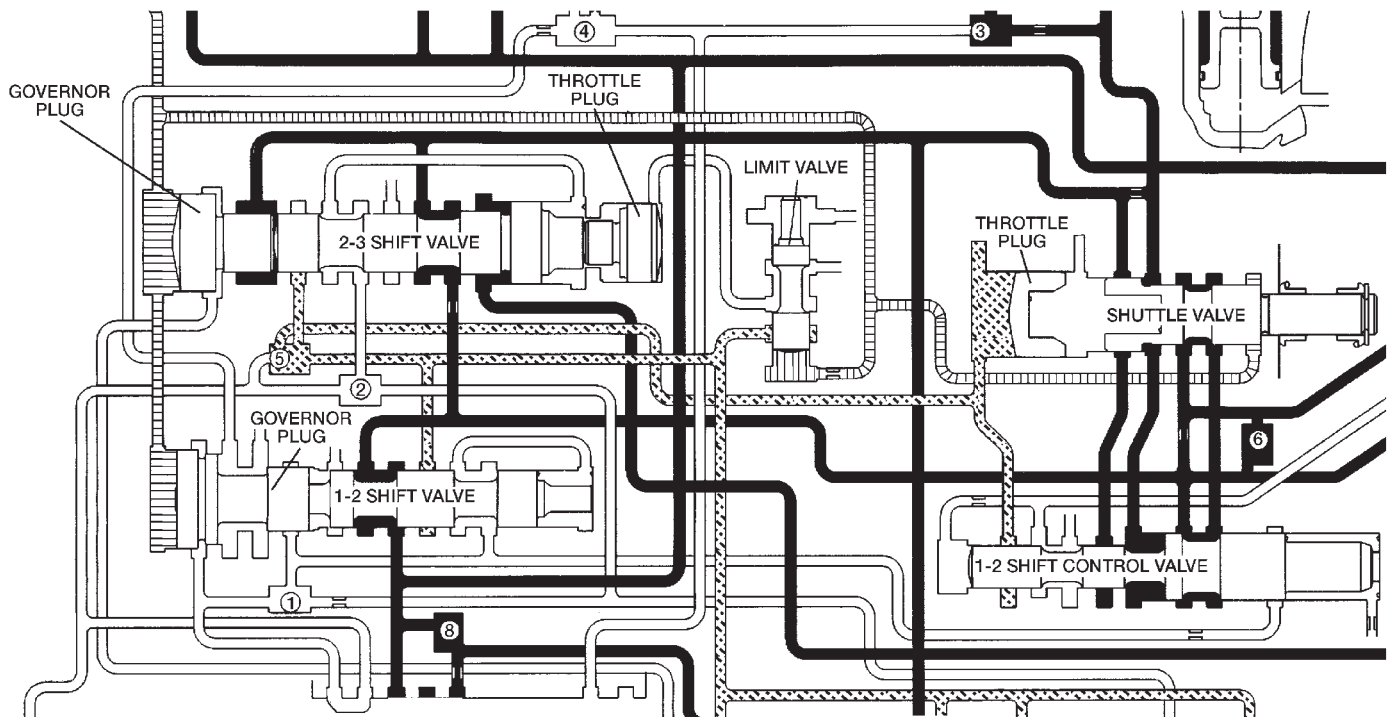 ④
③
GOVERNOR
PLUG
THROTTLE
PLUG
LIMIT VALVE
THROTTLE
PLUG
2-3 SHIFT VALVE
SHUTTLE VALVE
⑤
②
GOVERNOR
PLUG
⑥
1-2 SHIFT VALVE
1-2 SHIFT CONTROL VALVE
①
⑧